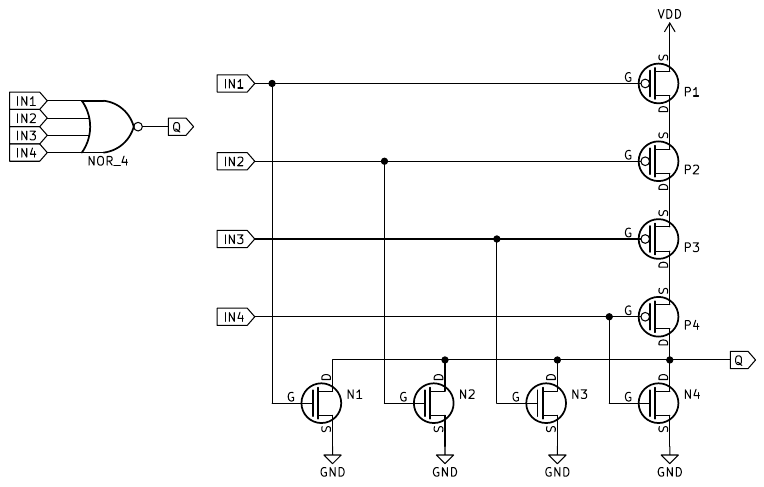 VDD
S
IN1
G
P1
D
IN1
IN2
IN3
IN4
Q
NOR_4
S
IN2
G
P2
D
S
IN3
G
P3
D
S
IN4
G
P4
D
Q
D
G
N1
S
D
G
N2
S
D
G
N3
S
D
G
N4
S
GND
GND
GND
GND